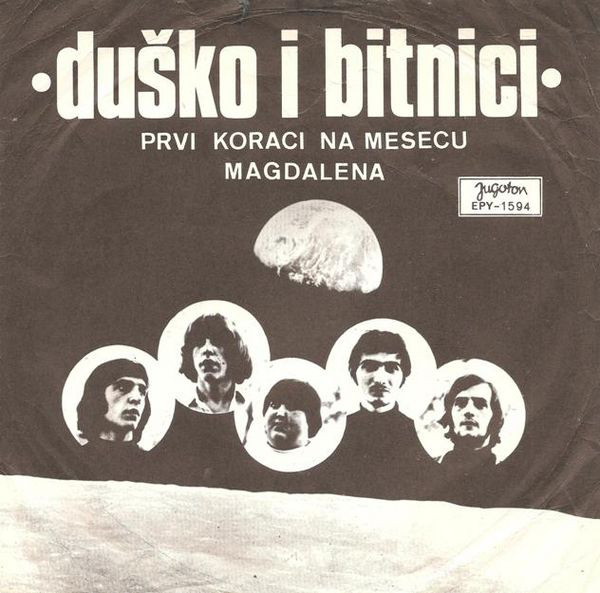 • duško i bitnici •
PRVI KORACI NA MESECU
MAGDALENA
Jugoton
EPY-1594